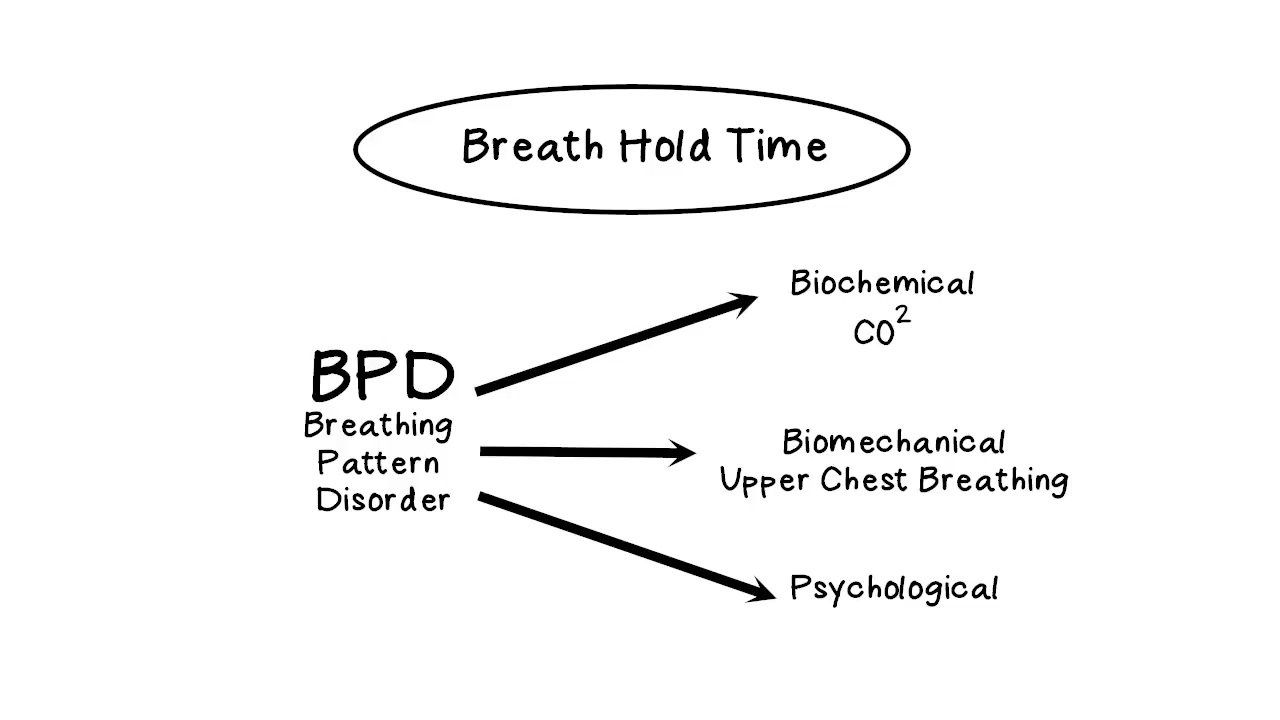 Breath Hold Time
Biochemical
CO²
BPD
Breathing
Pattern
Disorder
Biomechanical
Upper Chest Breathing
Psychological